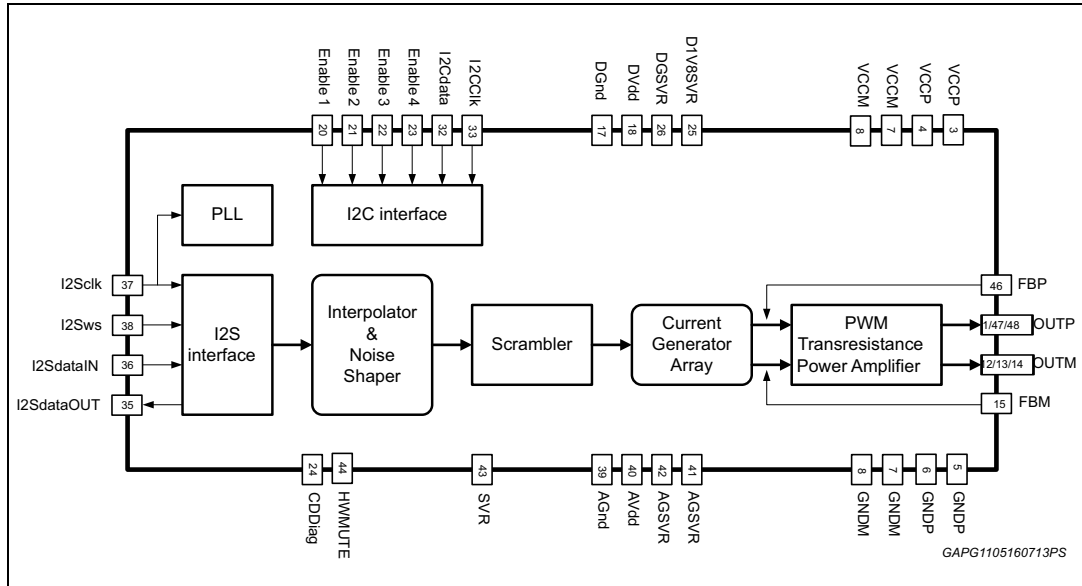 Enable 1
Enable 2
Enable 3
Enable 4
I2Cdata
I2CClk
DGnd
DVdd
DGSVR
D1V8SVR
VCCM
VCCM
VCCP
VCCP
20
21
22
23
32
33
17
18
26
25
8
7
4
3
PLL
I2C interface
I2Sclk
37
I2Sws
38
I2SdataIN
36
I2SdataOUT
35
I2S
interface
Interpolator
&
Noise
Shaper
Scrambler
Current
Generator
Array
PWM
Transresistance
Power Amplifier
46
FBP
1/47/48
OUTP
12/13/14
OUTM
15
FBM
24
44
43
39
40
42
41
8
7
6
5
CDDiag
HWMUTE
SVR
AGnd
AVdd
AGSVR
AGSVR
GNDM
GNDM
GNDP
GNDP
GAPG1105160713PS